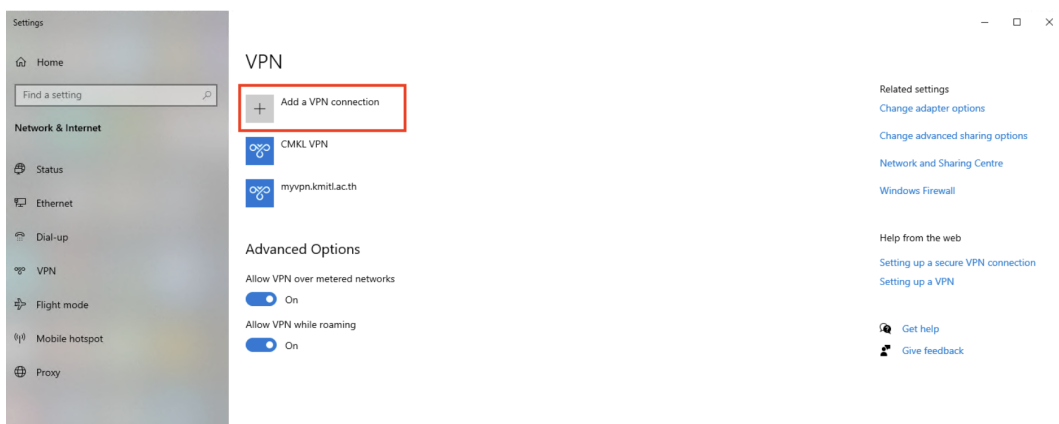 Settings
Home
Find a setting
Network & Internet
Status
Ethernet
Dial-up
VPN
Flight mode
Mobile hotspot
Proxy
VPN
Add a VPN connection
CMKL VPN
myvpn.kmitl.ac.th
Advanced Options
Allow VPN over metered networks
On
Allow VPN while roaming
On
Related settings
Change adapter options
Change advanced sharing options
Network and Sharing Centre
Windows Firewall
Help from the web
Setting up a secure VPN connection
Setting up a VPN
Get help
Give feedback